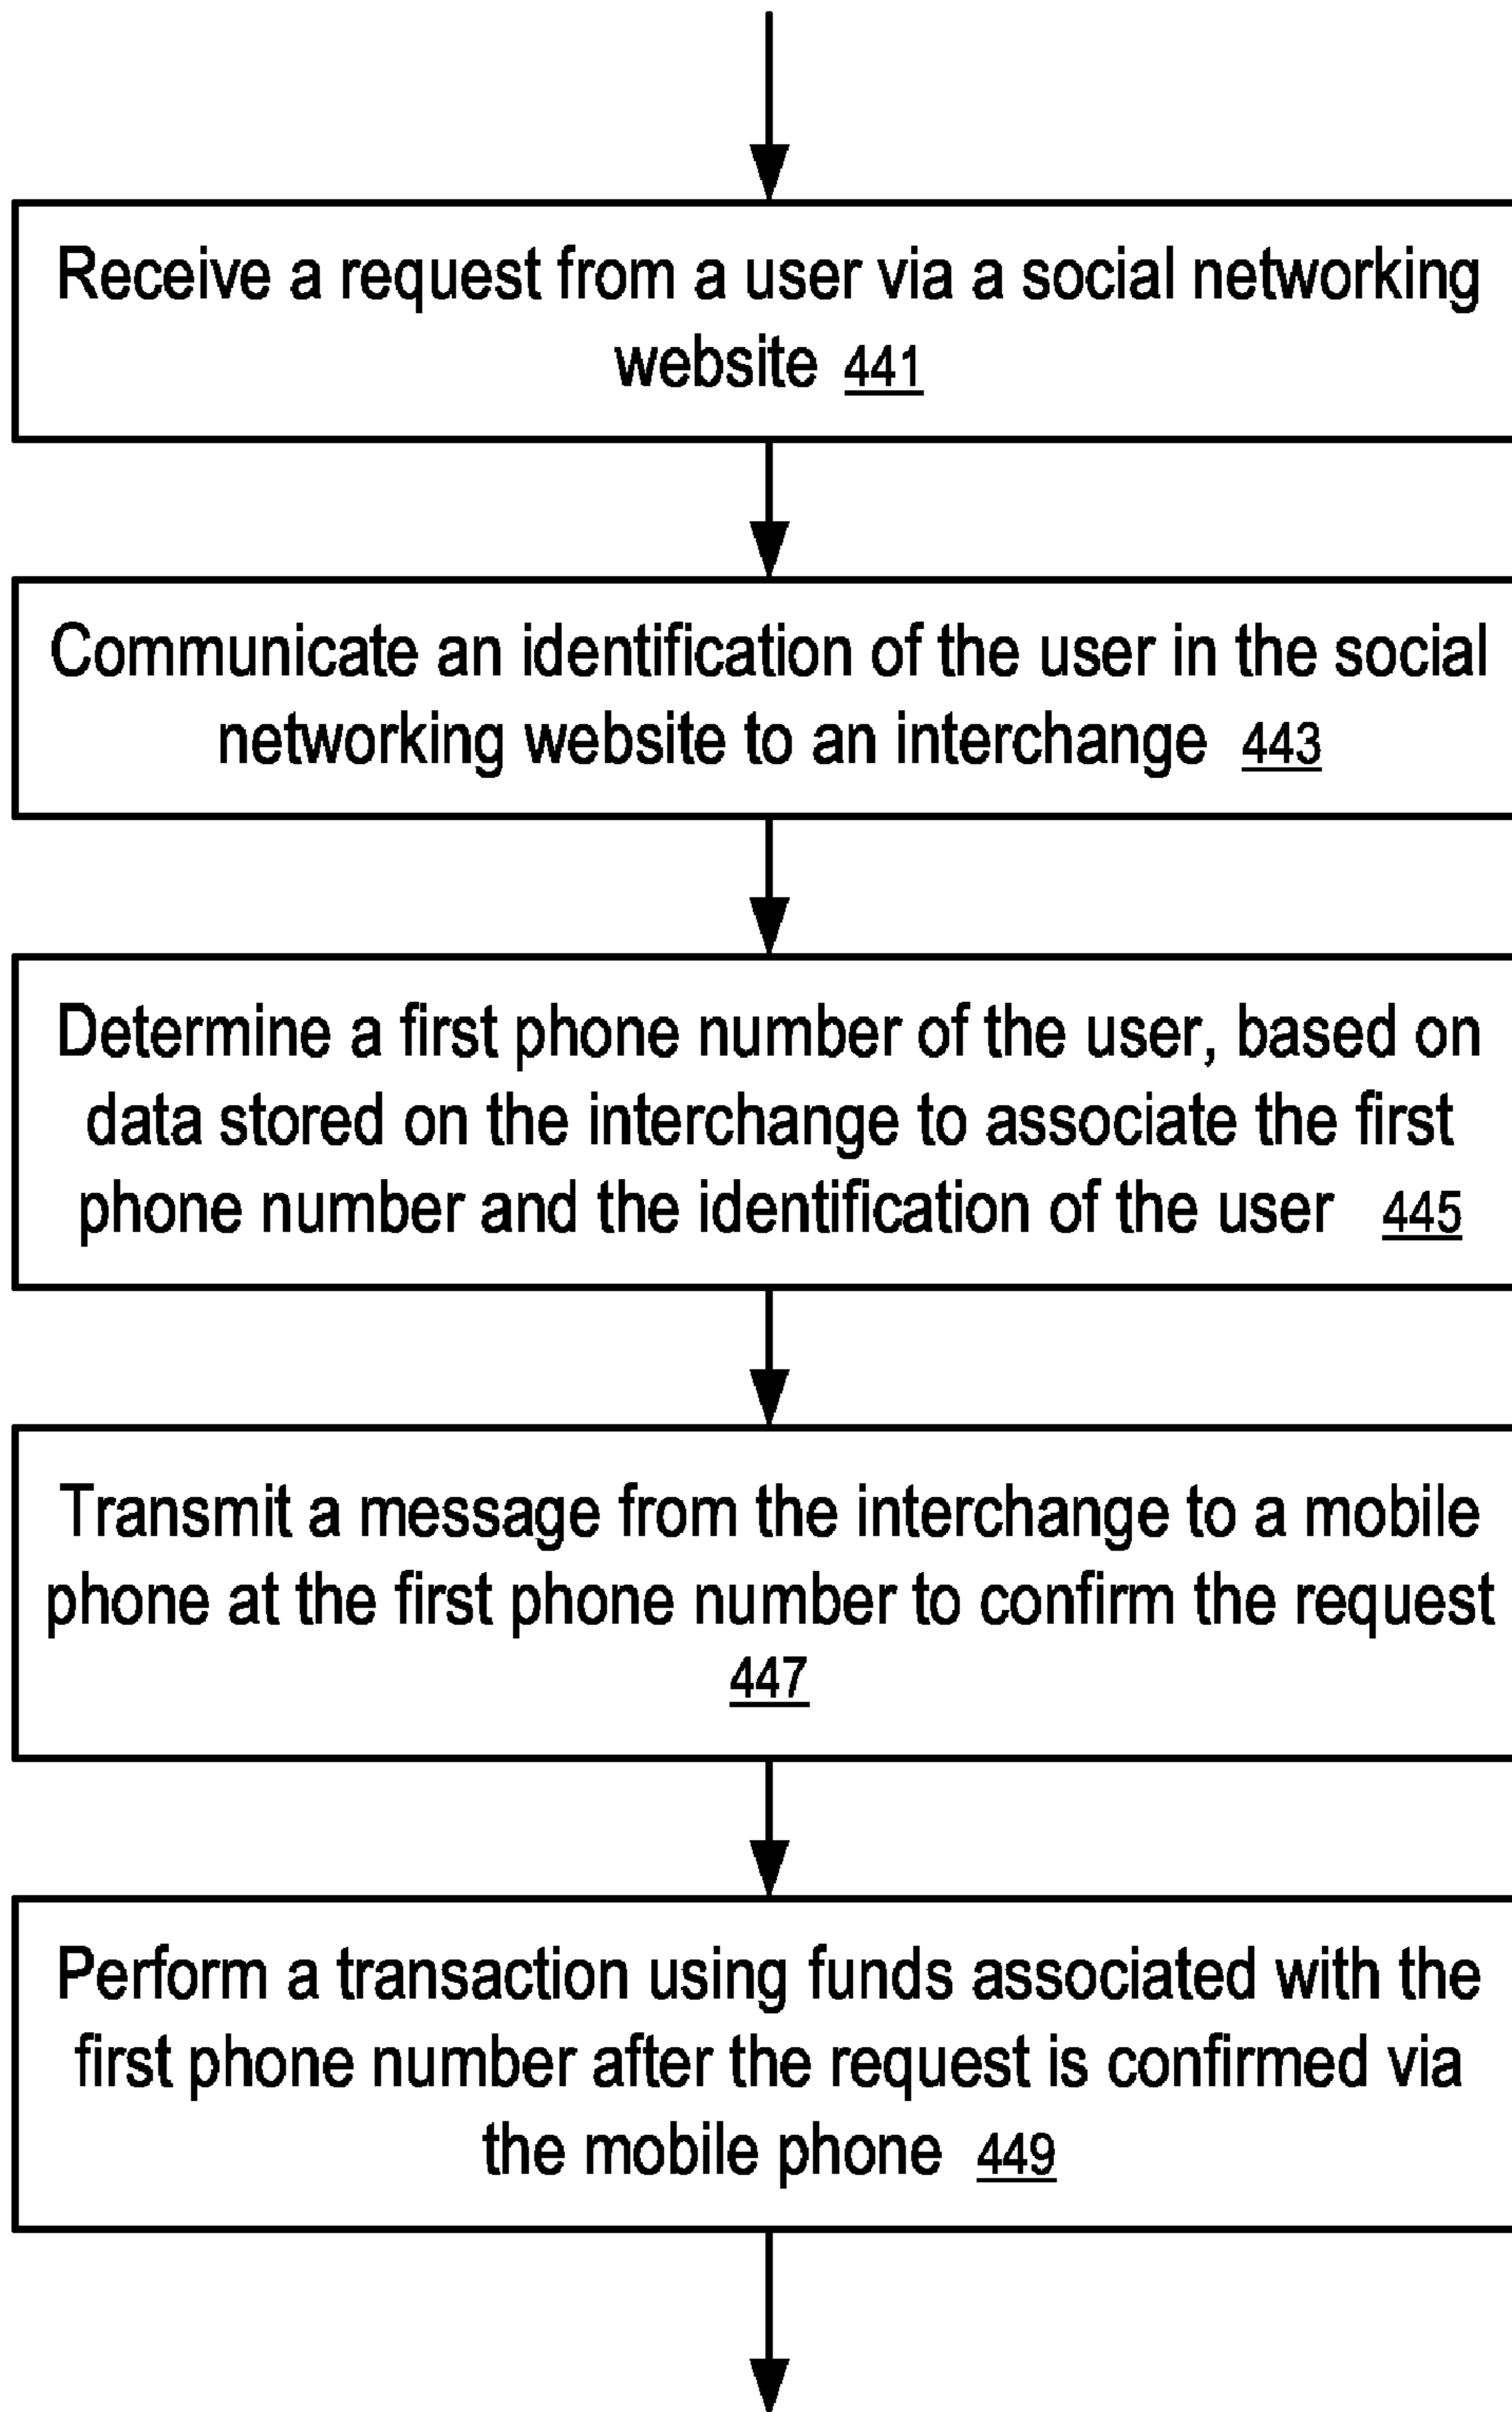 Receive a request from a user via a social networking
website 441
Communicate an identification of the user in the social
networking website to an interchange 443
Determine a first phone number of the user, based on
data stored on the interchange to associate the first
phone number and the identification of the user 445
Transmit a message from the interchange to a mobile
phone at the first phone number to confirm the request
447
Perform a transaction using funds associated with the
first phone number after the request is confirmed via
the mobile phone 449